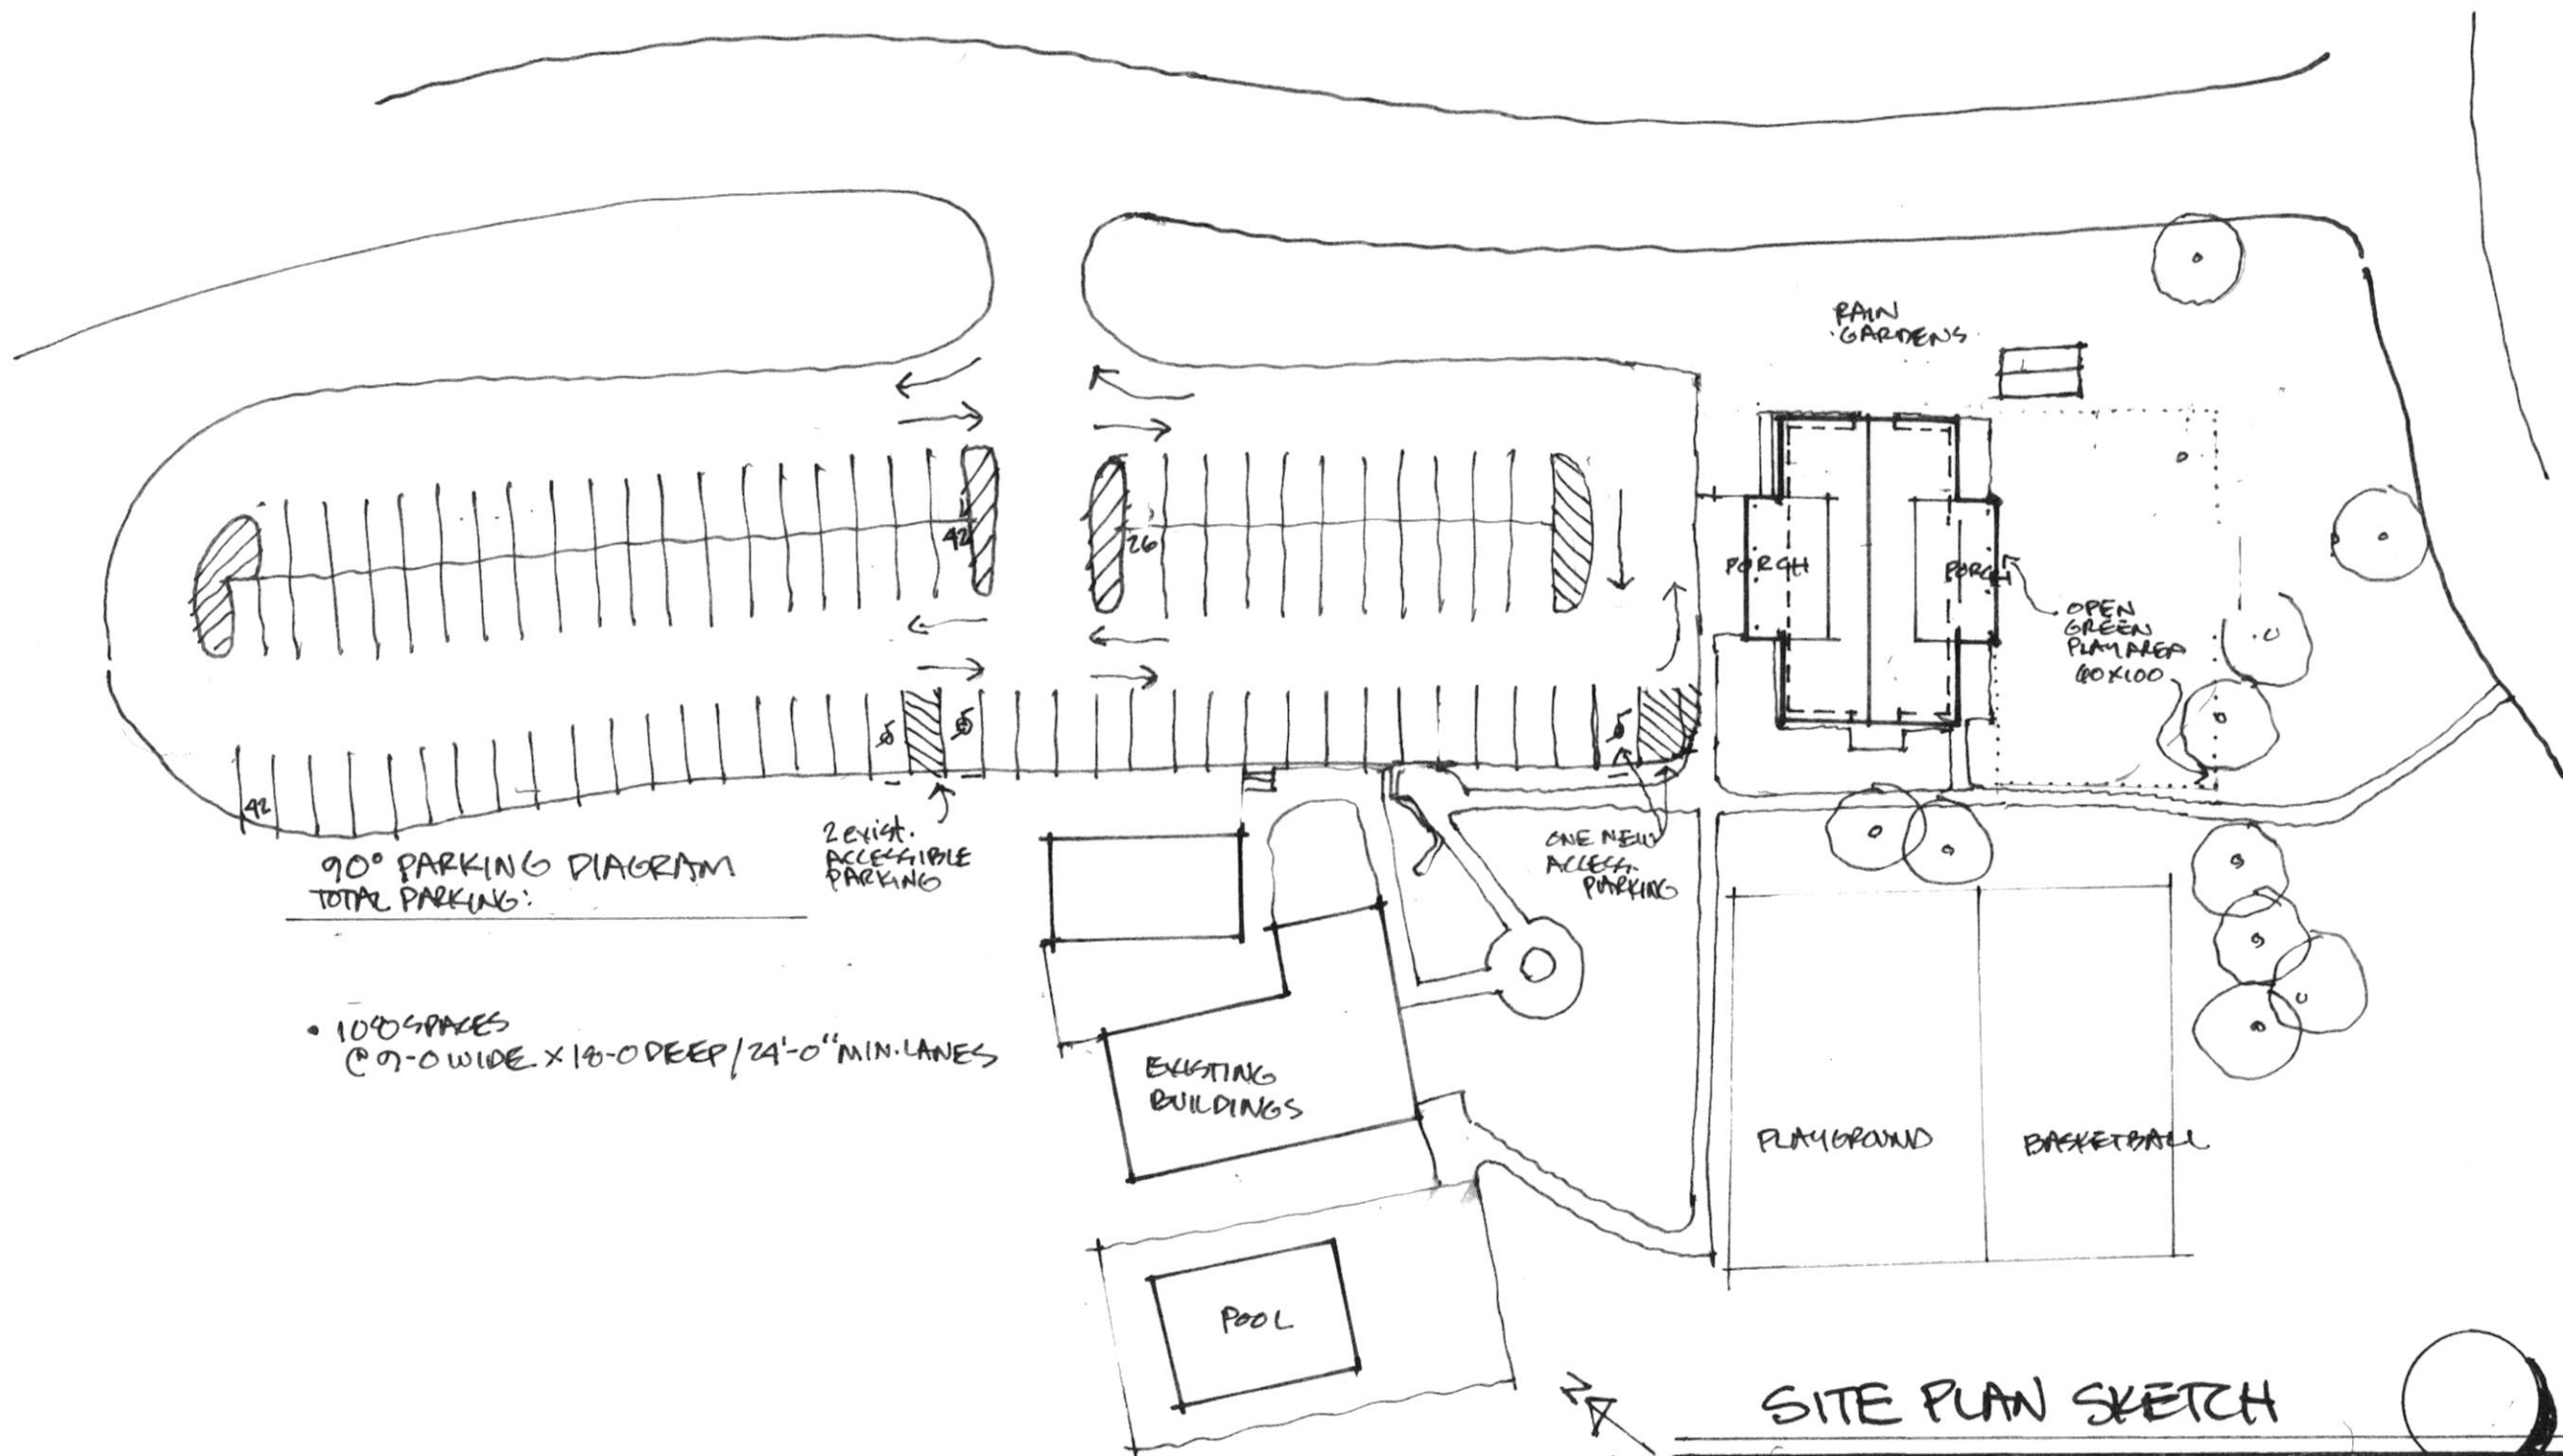 RAIN
GARDENS
42
26
PORCH
PORCH
OPEN
GREEN
PLAY AREA
60X100
42
2 exist.
ACCESSIBLE
PARKING
ONE NEW
ACCESS.
PARKING
90° PARKING DIAGRAM
TOTAL PARKING:
• 108 SPACES
@ 9-0 WIDE X 18-0 DEEP / 24'-0" MIN. LANES
EXISTING
BUILDINGS
PLAYGROUND
BASKETBALL
POOL
N
SITE PLAN SKETCH